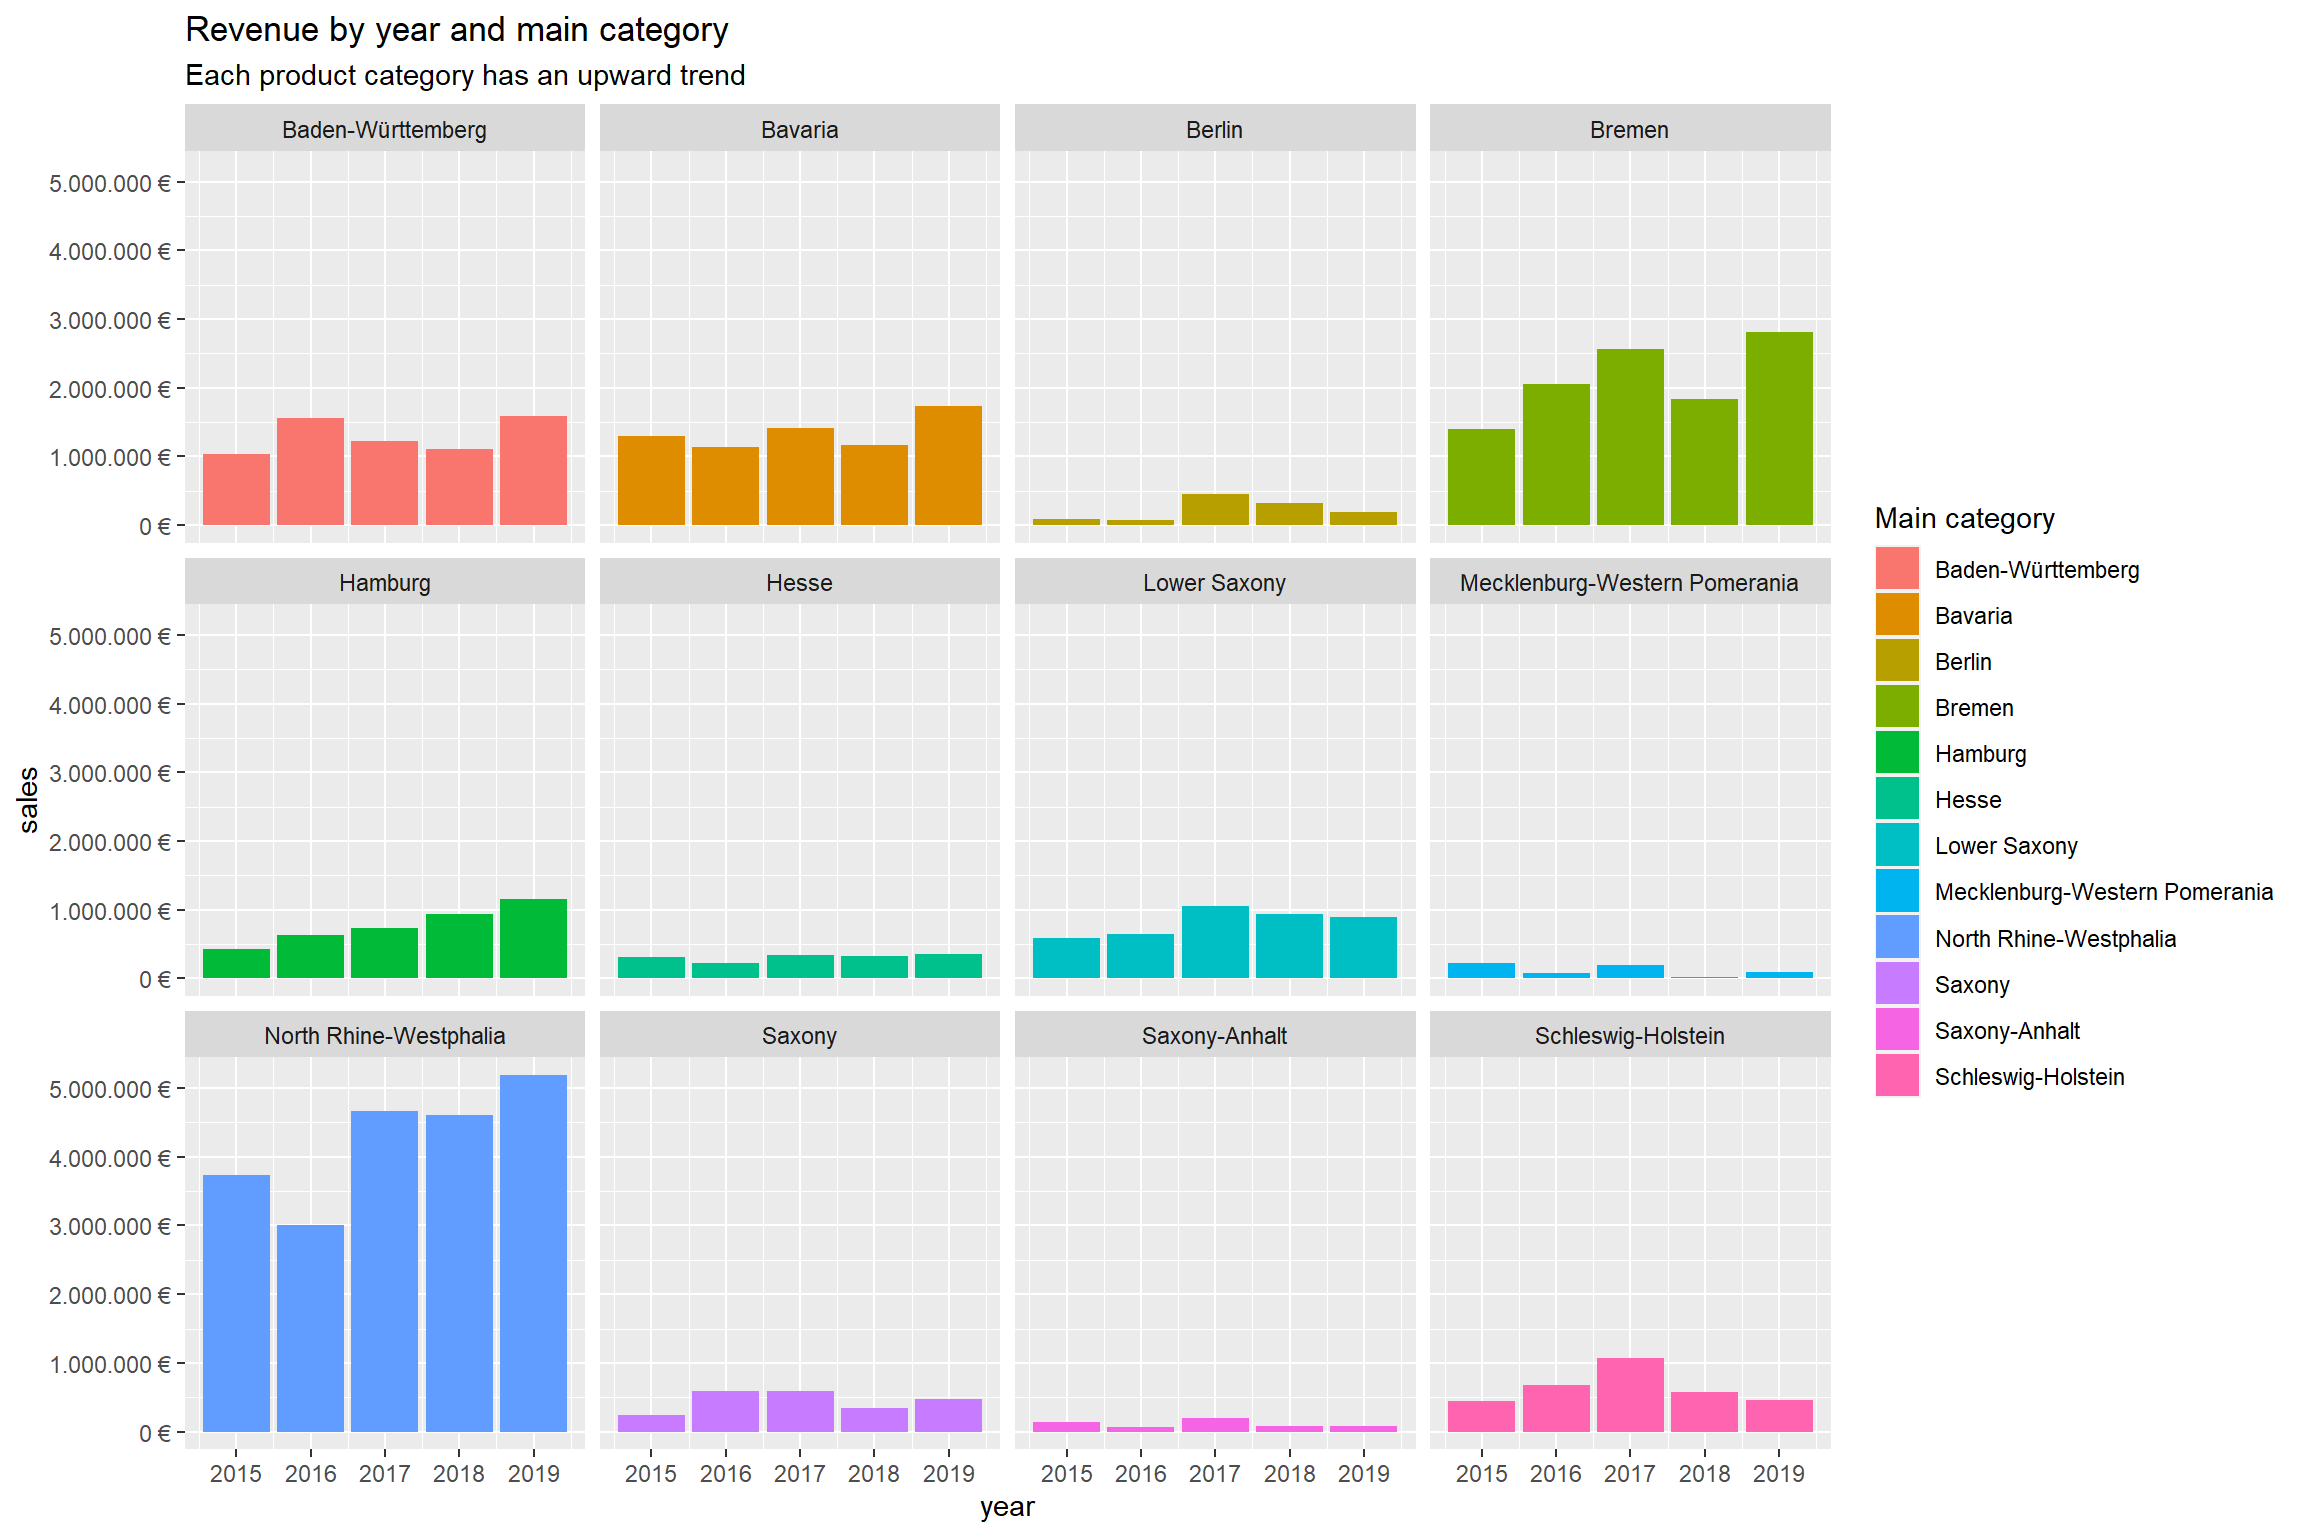 Revenue by year and main category
Each product category has an upward trend
Baden-Württemberg
Bavaria
Berlin
Bremen
5.000.000 €
4.000.000 €
3.000.000 €
2.000.000 €
1.000.000 €
0 €
Hamburg
Hesse
Lower Saxony
Mecklenburg-Western Pomerania
5.000.000 €
4.000.000 €
3.000.000 €
2.000.000 €
1.000.000 €
0 €
North Rhine-Westphalia
Saxony
Saxony-Anhalt
Schleswig-Holstein
5.000.000 €
4.000.000 €
3.000.000 €
2.000.000 €
1.000.000 €
0 €
2015 2016 2017 2018 2019
2015 2016 2017 2018 2019
2015 2016 2017 2018 2019
2015 2016 2017 2018 2019
year
sales
Main category
Baden-Württemberg
Bavaria
Berlin
Bremen
Hamburg
Hesse
Lower Saxony
Mecklenburg-Western Pomerania
North Rhine-Westphalia
Saxony
Saxony-Anhalt
Schleswig-Holstein